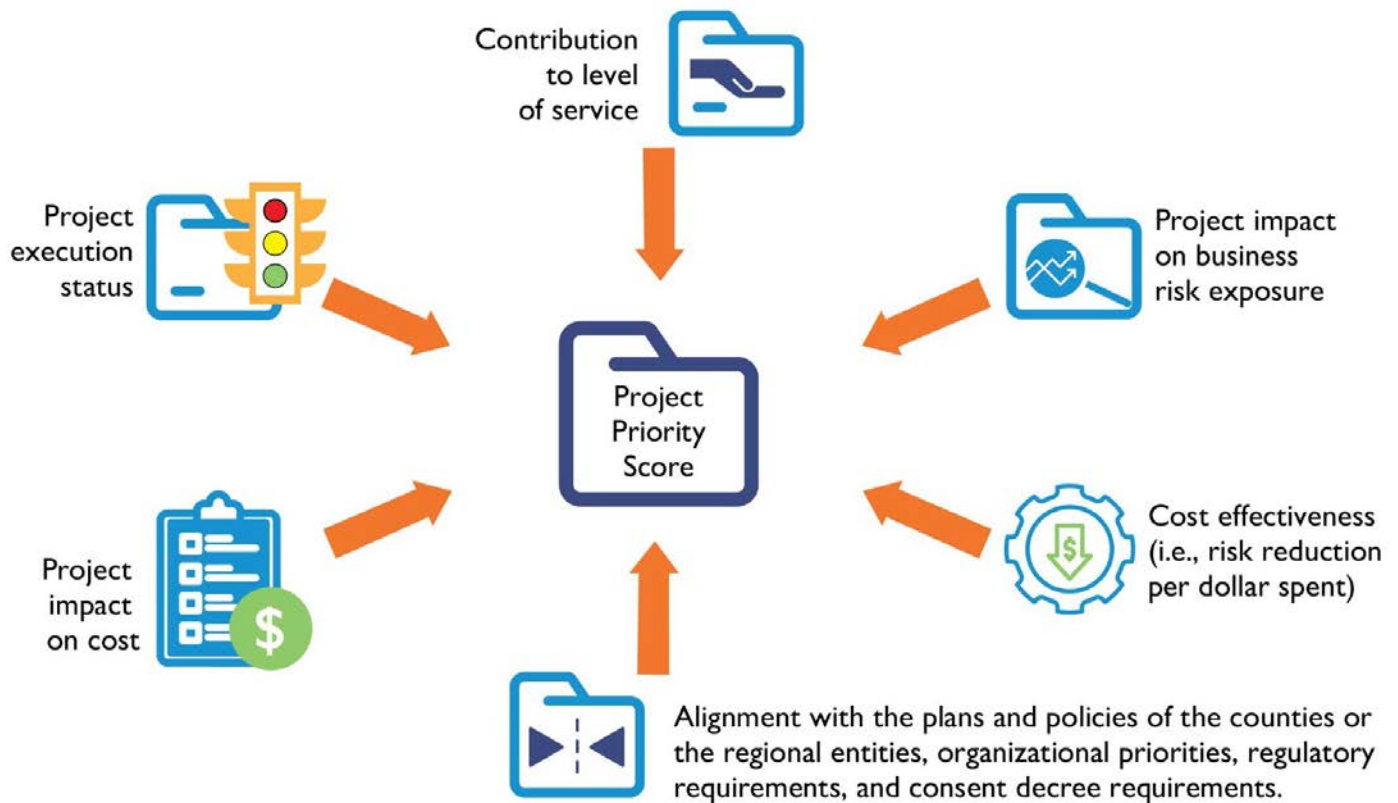 Contribution
to level
of service
Project
execution
status
Project impact
on business
risk exposure
Project
Priority
Score
Project
impact
on cost
$
$
Cost effectiveness
(i.e., risk reduction
per dollar spent)
Alignment with the plans and policies of the counties or
the regional entities, organizational priorities, regulatory
requirements, and consent decree requirements.